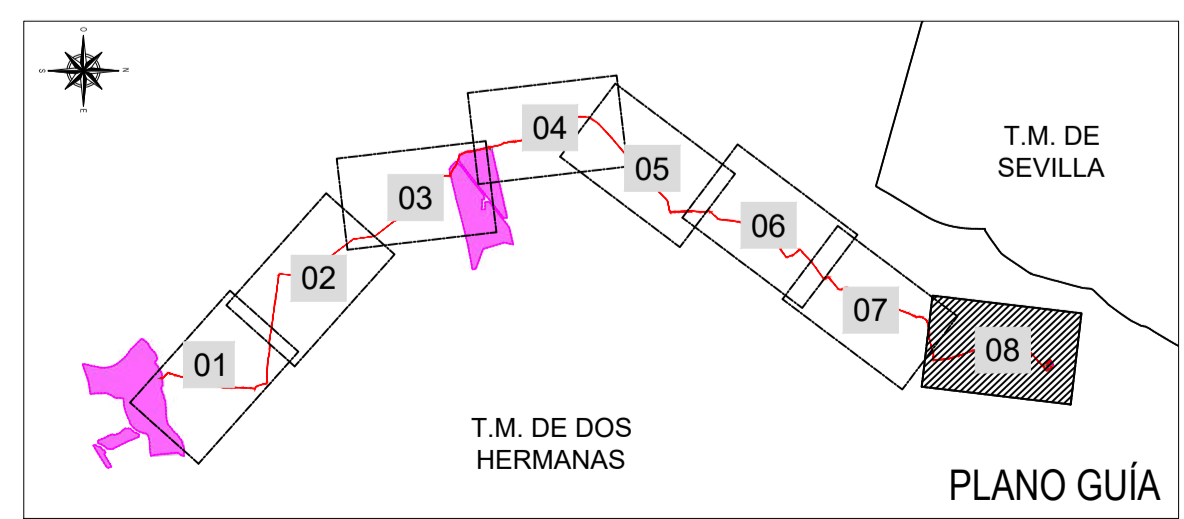 O
S
N
E
04
T.M. DE
SEVILLA
05
03
06
02
07
08
01
T.M. DE DOS
HERMANAS
PLANO GUÍA